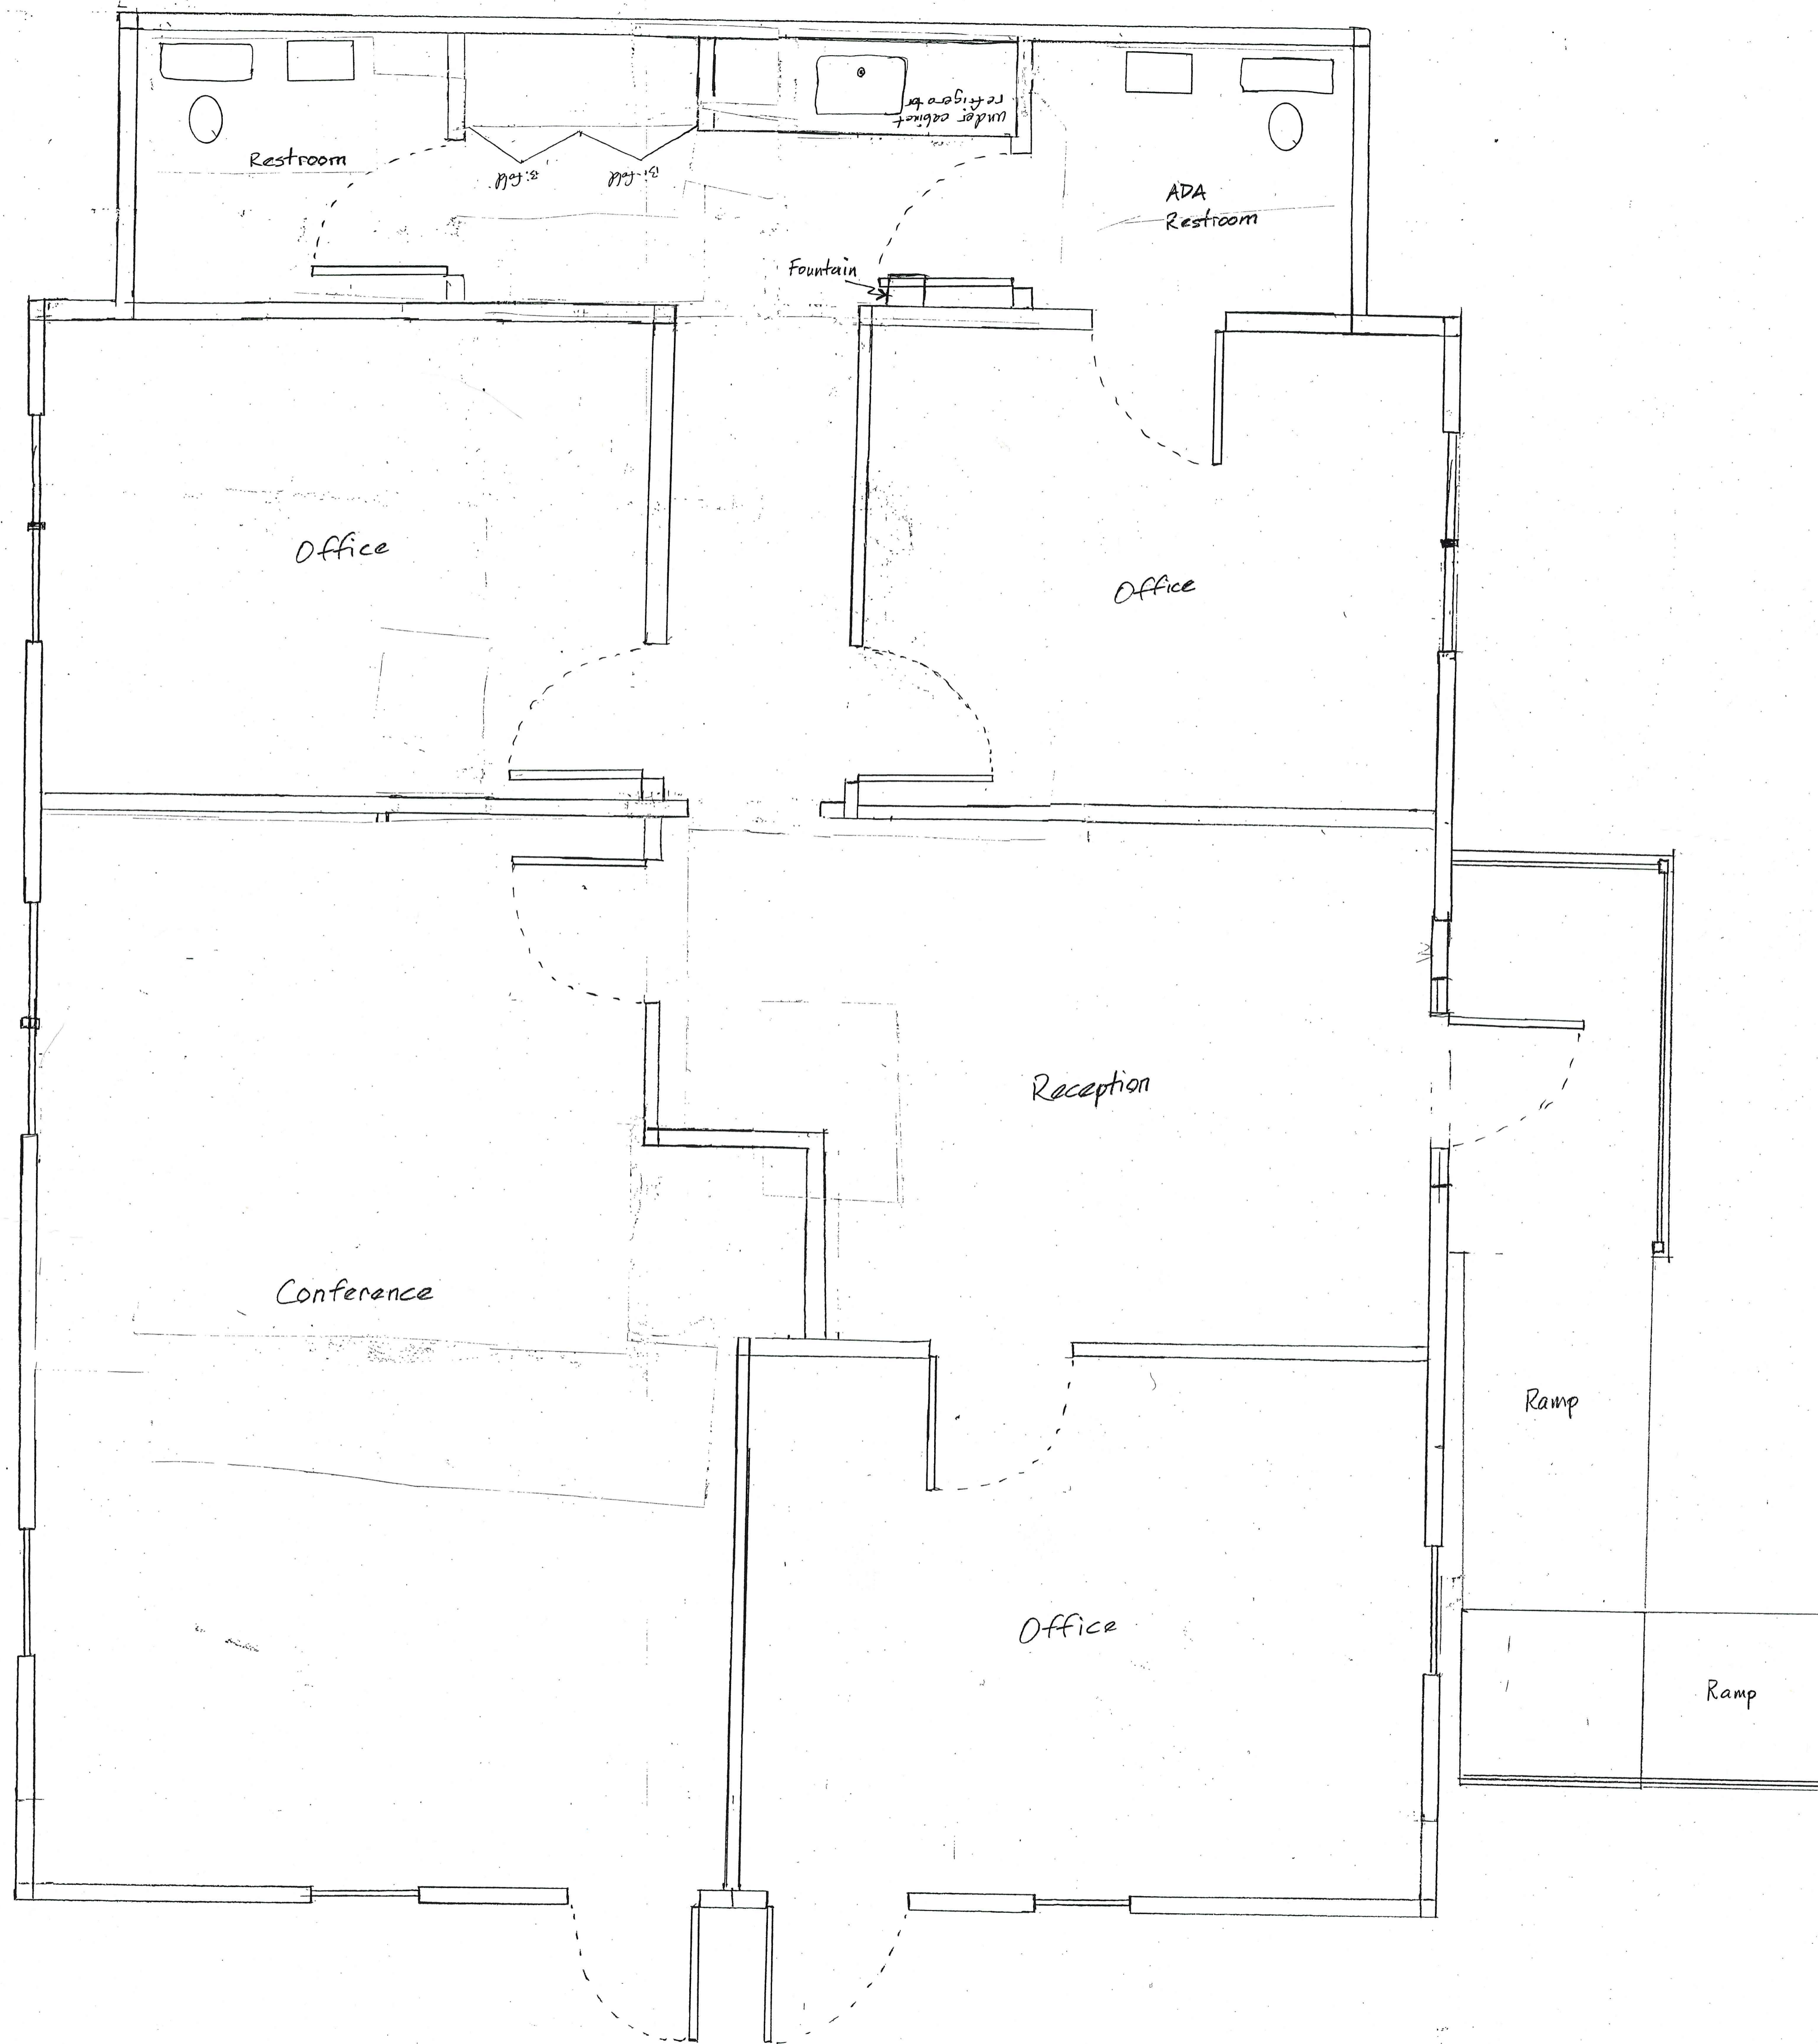 Restroom
Bi-fold
Bi-fold
under cabinet
refrigerator
ADA
Restroom
Fountain
Office
Office
Reception
Conference
Ramp
Office
Ramp